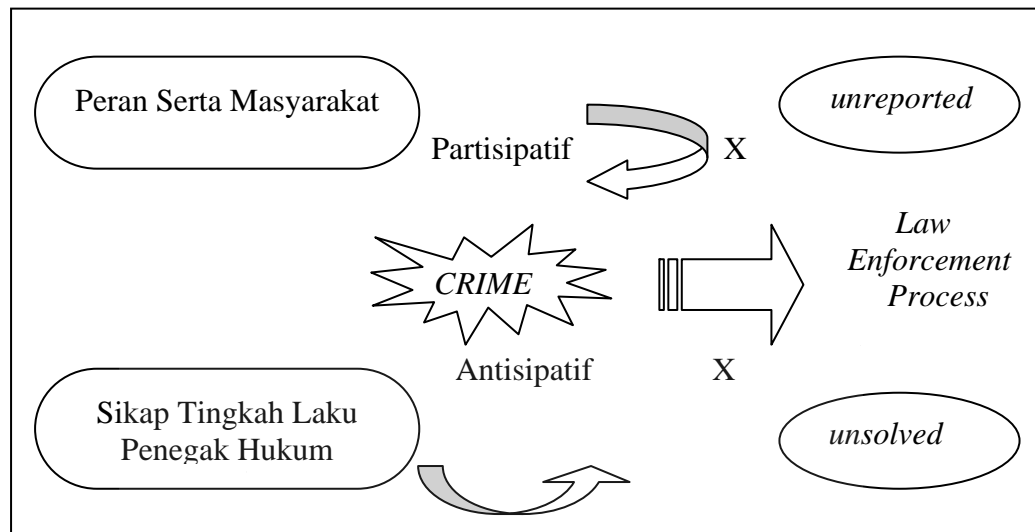 Peran Serta Masyarakat
unreported
Partisipatif X
Law
Enforcement
Process
CRIME
Antisipatif X
Sikap Tingkah Laku
Penegak Hukum
unsolved